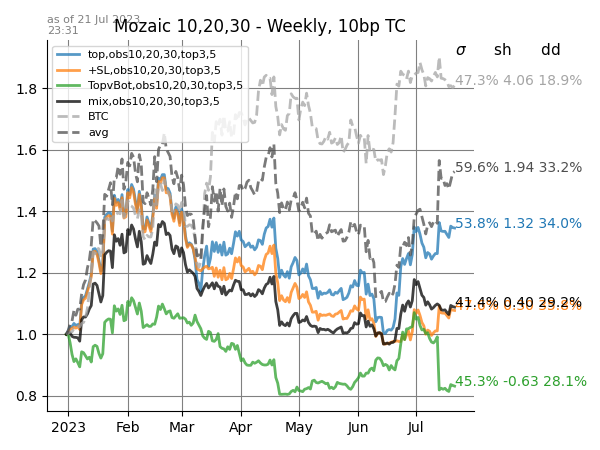 as of 21 Jul 2023
23:31
Mozaic 10,20,30 - Weekly, 10bp TC
σ sh dd
top,obs10,20,30,top3,5
+SL,obs10,20,30,top3,5
TopvBot,obs10,20,30,top3,5
mix,obs10,20,30,top3,5
BTC
avg
47.3% 4.06 18.9%
59.6% 1.94 33.2%
53.8% 1.32 34.0%
41.4% 0.40 29.2%
45.3% -0.63 28.1%
1.8
1.6
1.4
1.2
1.0
0.8
2023 Feb Mar Apr May Jun Jul